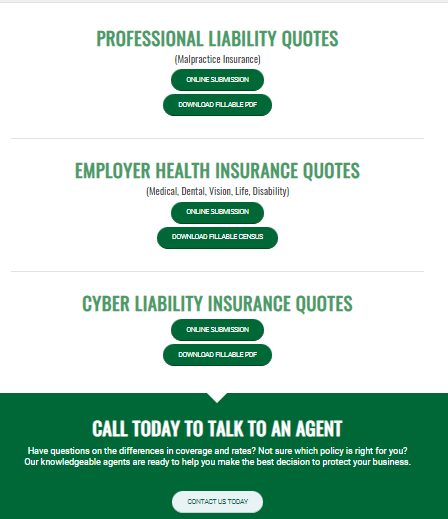 PROFESSIONAL LIABILITY QUOTES
(Malpractice Insurance)
ONLINE SUBMISSION
DOWNLOAD FILLABLE PDF
EMPLOYER HEALTH INSURANCE QUOTES
(Medical, Dental, Vision, Life, Disability)
ONLINE SUBMISSION
DOWNLOAD FILLABLE CENSUS
CYBER LIABILITY INSURANCE QUOTES
ONLINE SUBMISSION
DOWNLOAD FILLABLE PDF
CALL TODAY TO TALK TO AN AGENT
Have questions on the differences in coverage and rates? Not sure which policy is right for you?
Our knowledgeable agents are ready to help you make the best decision to protect your business.
CONTACT US TODAY